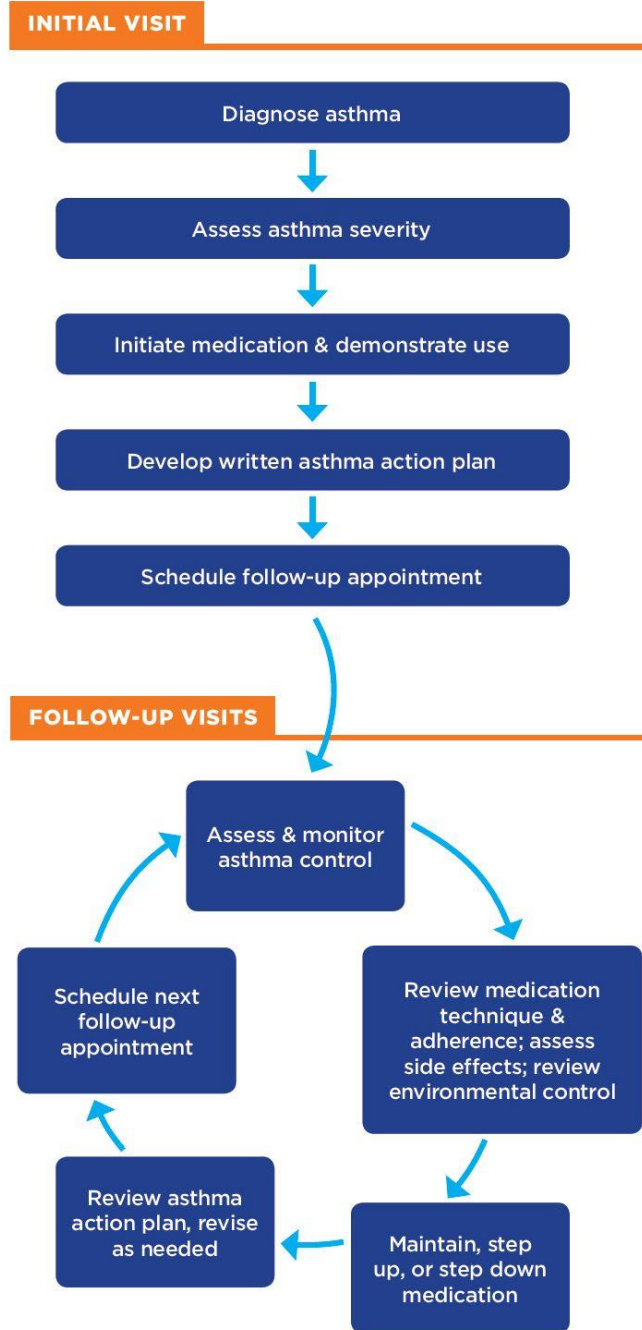 INITIAL VISIT
Diagnose asthma
Assess asthma severity
Initiate medication & demonstrate use
Develop written asthma action plan
Schedule follow-up appointment
FOLLOW-UP VISITS
Assess & monitor
asthma control
Review medication
technique &
adherence; assess
side effects; review
environmental control
Maintain, step
up, or step down
medication
Review asthma
action plan, revise
as needed
Schedule next
follow-up
appointment